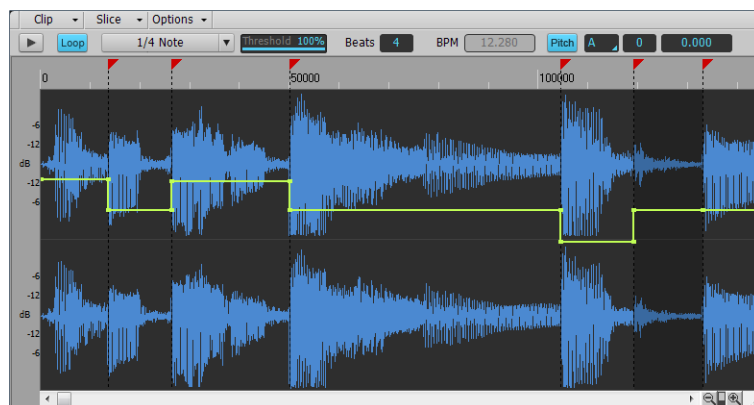 Clip Slice Options
Loop 1/4 Note Threshold 100% Beats 4 BPM 12.280 Pitch A 0 0.000
0 50000 100000
-6
-12
dB
-12
-6
-6
-12
dB
-12
-6